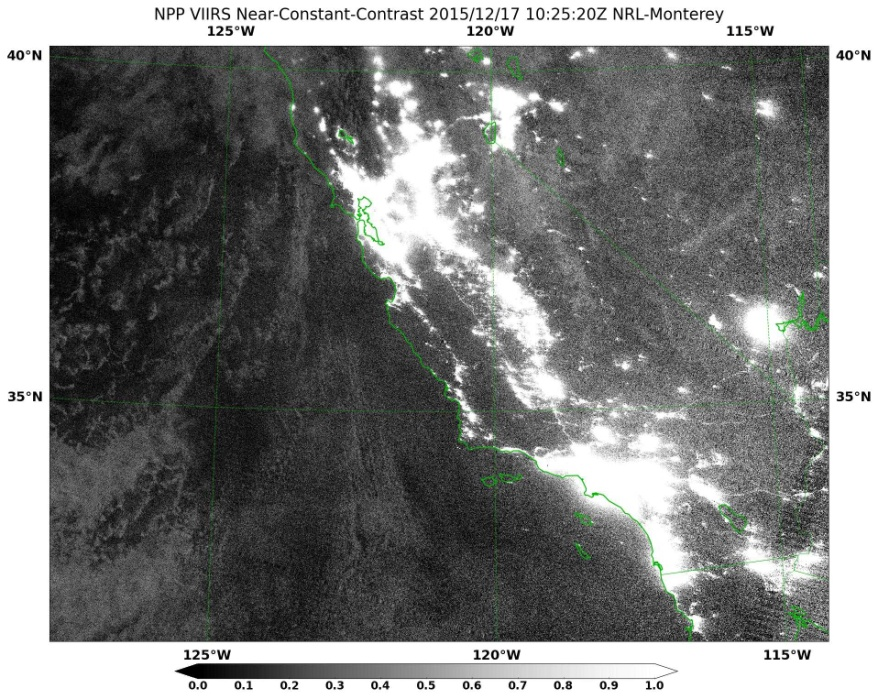 NPP VIIRS Near-Constant-Contrast 2015/12/17 10:25:20Z NRL-Monterey
125°W 120°W 115°W
40°N 40°N
35°N 35°N
125°W 120°W 115°W
0.0 0.1 0.2 0.3 0.4 0.5 0.6 0.7 0.8 0.9 1.0